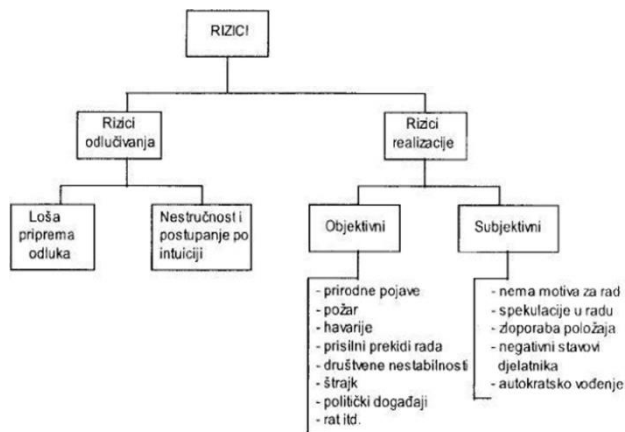 RIZICI
Rizici
odlučivanja
Rizici
realizacije
Loša
priprema
odluka
Nestručnost i
postupanje po
intuiciji
Objektivni
Subjektivni
- prirodne pojave
- požar
- havarije
- prisilni prekidi rada
- društvene nestabilnosti
- štrajk
- politički događaji
- rat itd.
- nema motiva za rad
- spekulacije u radu
- zloporaba položaja
- negativni stavovi
djelatnika
- autokratsko vođenje